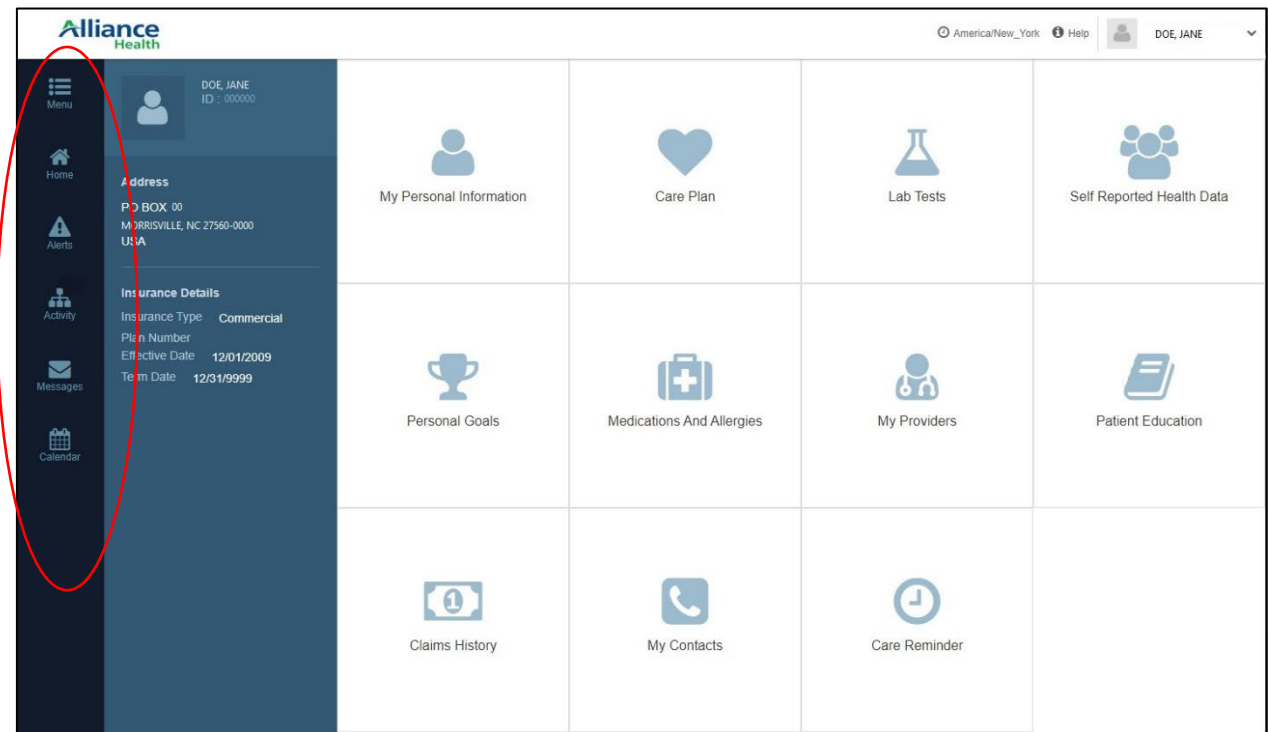 Alliance
Health
America/New_York Help DOE, JANE
Menu
Home
Alerts
Activity
Messages
Calendar
DOE, JANE
ID : 000000
Address
PO BOX 00
MORRISVILLE, NC 27560-0000
USA
Insurance Details
Insurance Type Commercial
Plan Number
Effective Date 12/01/2009
Term Date 12/31/9999
My Personal Information
Care Plan
Lab Tests
Self Reported Health Data
Personal Goals
Medications And Allergies
My Providers
Patient Education
1
Claims History
My Contacts
Care Reminder